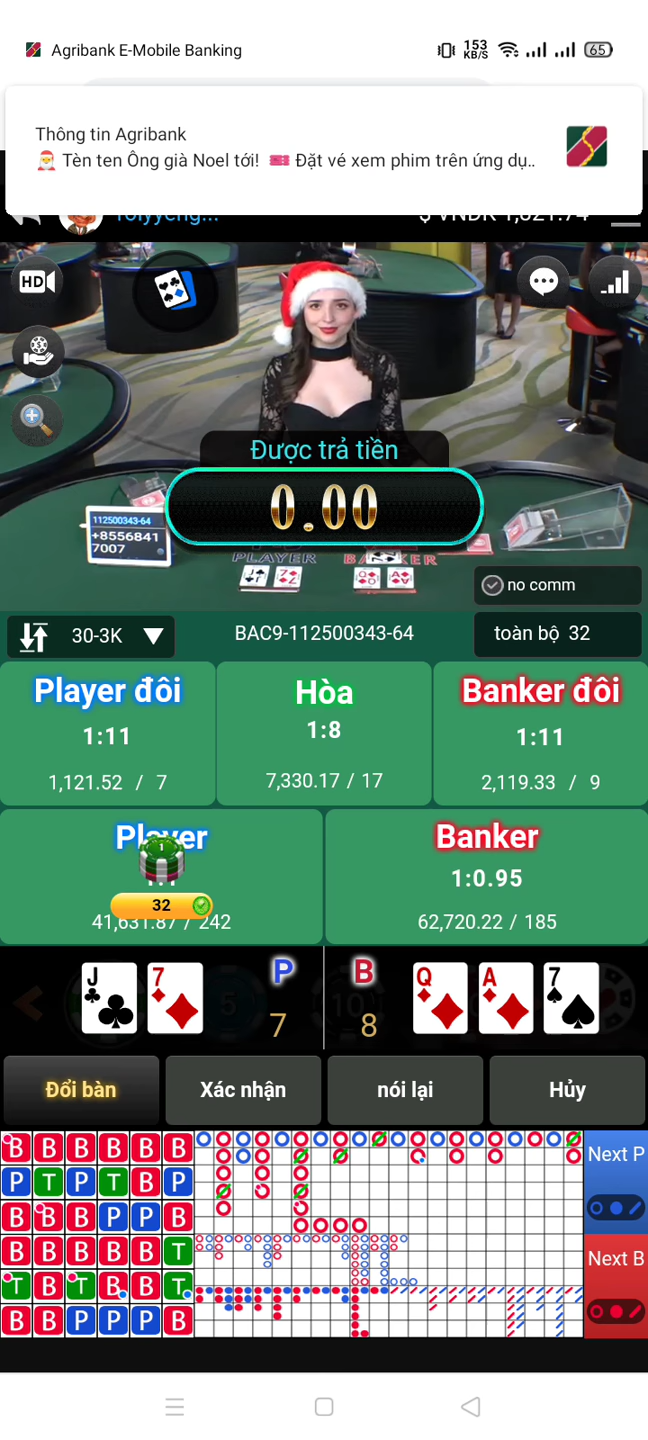 Agribank E-Mobile Banking
153
KB/S
65
Thông tin Agribank
🎅 Tèn ten Ông già Noel tới! 🎟️ Đặt vé xem phim trên ứng dụ..
HD
Được trả tiền
0.00
112500343-64
+8556841
7007
PLAYER
no comm
30-3K
BAC9-112500343-64
toàn bộ 32
Player đôi
Hòa
Banker đôi
1:11
1:8
1:11
1,121.52 / 7
7,330.17 / 17
2,119.33 / 9
Player
Banker
1
1:0.95
32
41,631.87 / 242
62,720.22 / 185
J
7
P
7
B
8
Q
A
7
5
10
Đổi bàn
Xác nhận
nói lại
Hủy
B B B B B B
P T P T B P
B B B P P B
B B B B B T
T B T B B T
B B P P P B
Next P
Next B